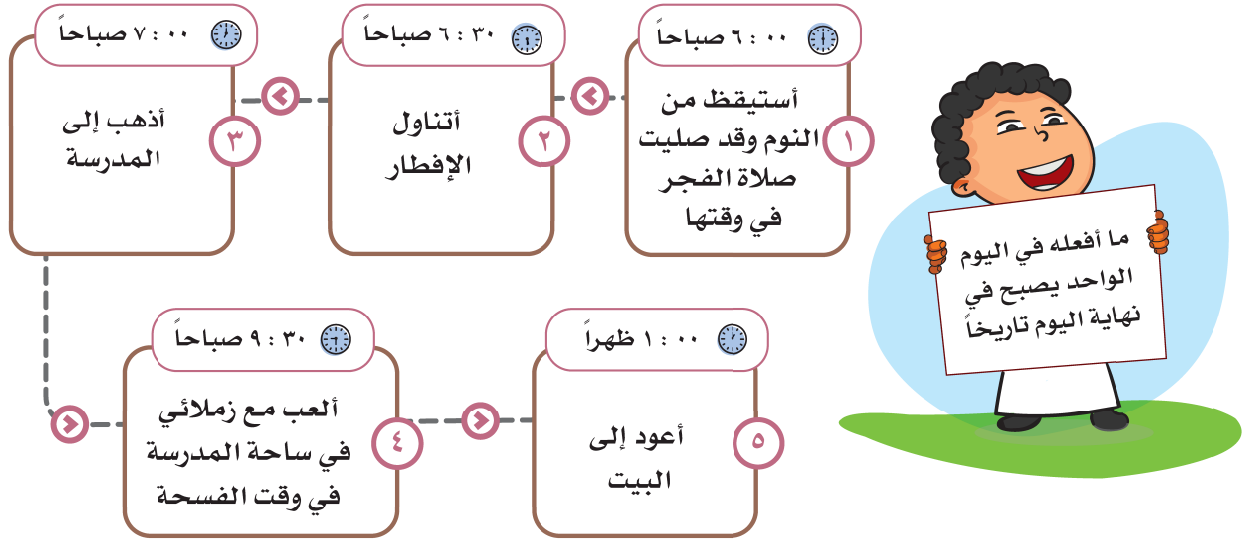 ٦ : ٠٠ صباحاً
أستيقظ من
النوم وقد صليت
صلاة الفجر
في وقتها
١
٦ : ٣٠ صباحاً
أتناول
الإفطار
٢
٧ : ٠٠ صباحاً
أذهب إلى
المدرسة
٣
٩ : ٣٠ صباحاً
ألعب مع زملائي
في ساحة المدرسة
في وقت الفسحة
٤
١ : ٠٠ ظهراً
أعود إلى
البيت
٥
ما أفعله في اليوم
الواحد يصبح في
نهاية اليوم تاريخاً